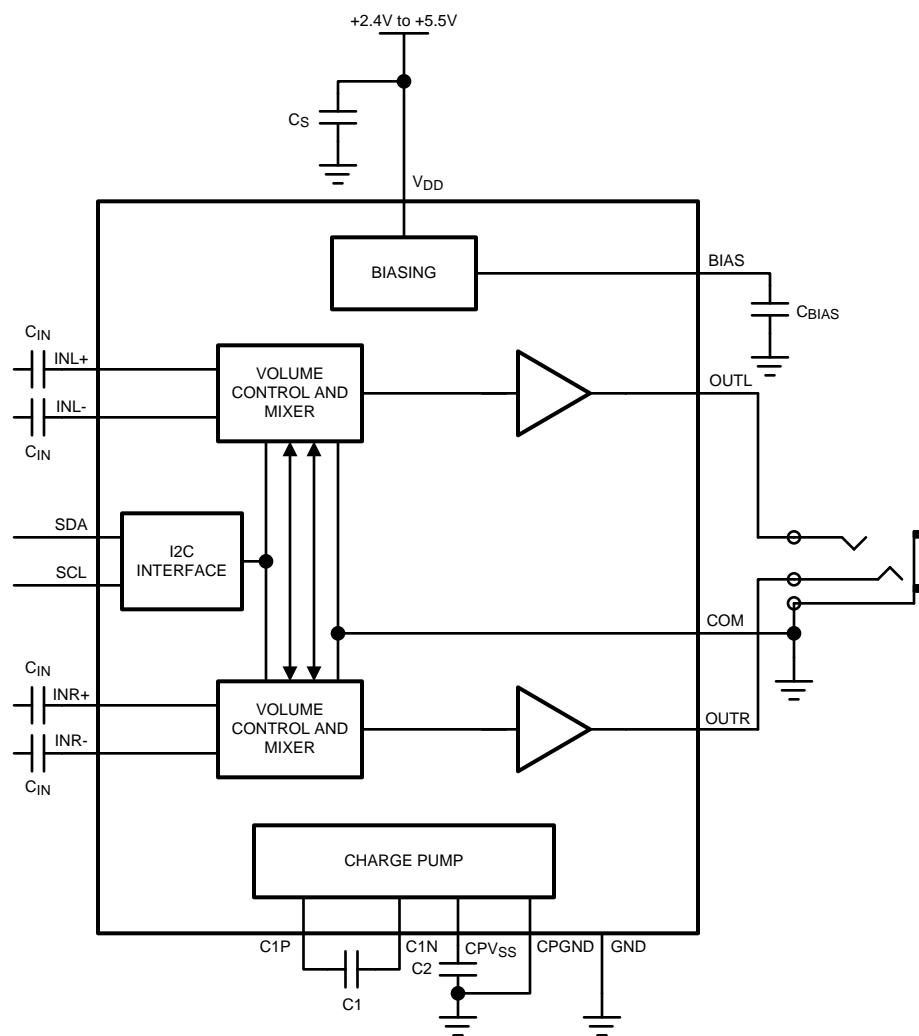 +2.4V to +5.5V
CS
VDD
BIASING
BIAS
CBIAS
CIN
INL+
INL-
CIN
VOLUME
CONTROL AND
MIXER
OUTL
SDA
SCL
I2C
INTERFACE
COM
CIN
INR+
INR-
CIN
VOLUME
CONTROL AND
MIXER
OUTR
CHARGE PUMP
C1P
C1N
CPVSS
CPGND
GND
C1
C2